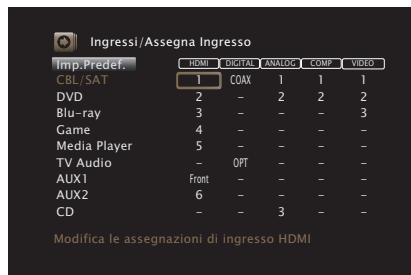 Ingressi/Assegna Ingresso
Imp.Predef. HDMI DIGITAL ANALOG COMP VIDEO
CBL/SAT 1 COAX 1 1 1
DVD 2 – 2 2 2
Blu-ray 3 – – – 3
Game 4 – – – –
Media Player 5 – – – –
TV Audio – OPT – – –
AUX1 Front – – – –
AUX2 6 – – – –
CD – – 3 – –
Modifica le assegnazioni di ingresso HDMI